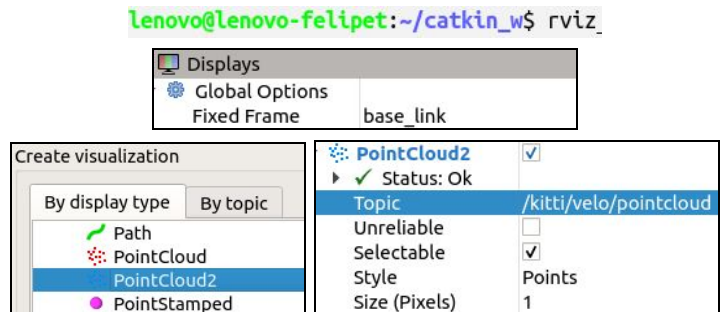 lenovo@lenovo-felipet:~/catkin_w$ rviz_
Displays
Global Options
Fixed Frame base_link
Create visualization
By display type By topic
Path
PointCloud
PointCloud2
PointStamped
PointCloud2
Status: Ok
Topic /kitti/velo/pointcloud
Unreliable
Selectable
Style Points
Size (Pixels) 1